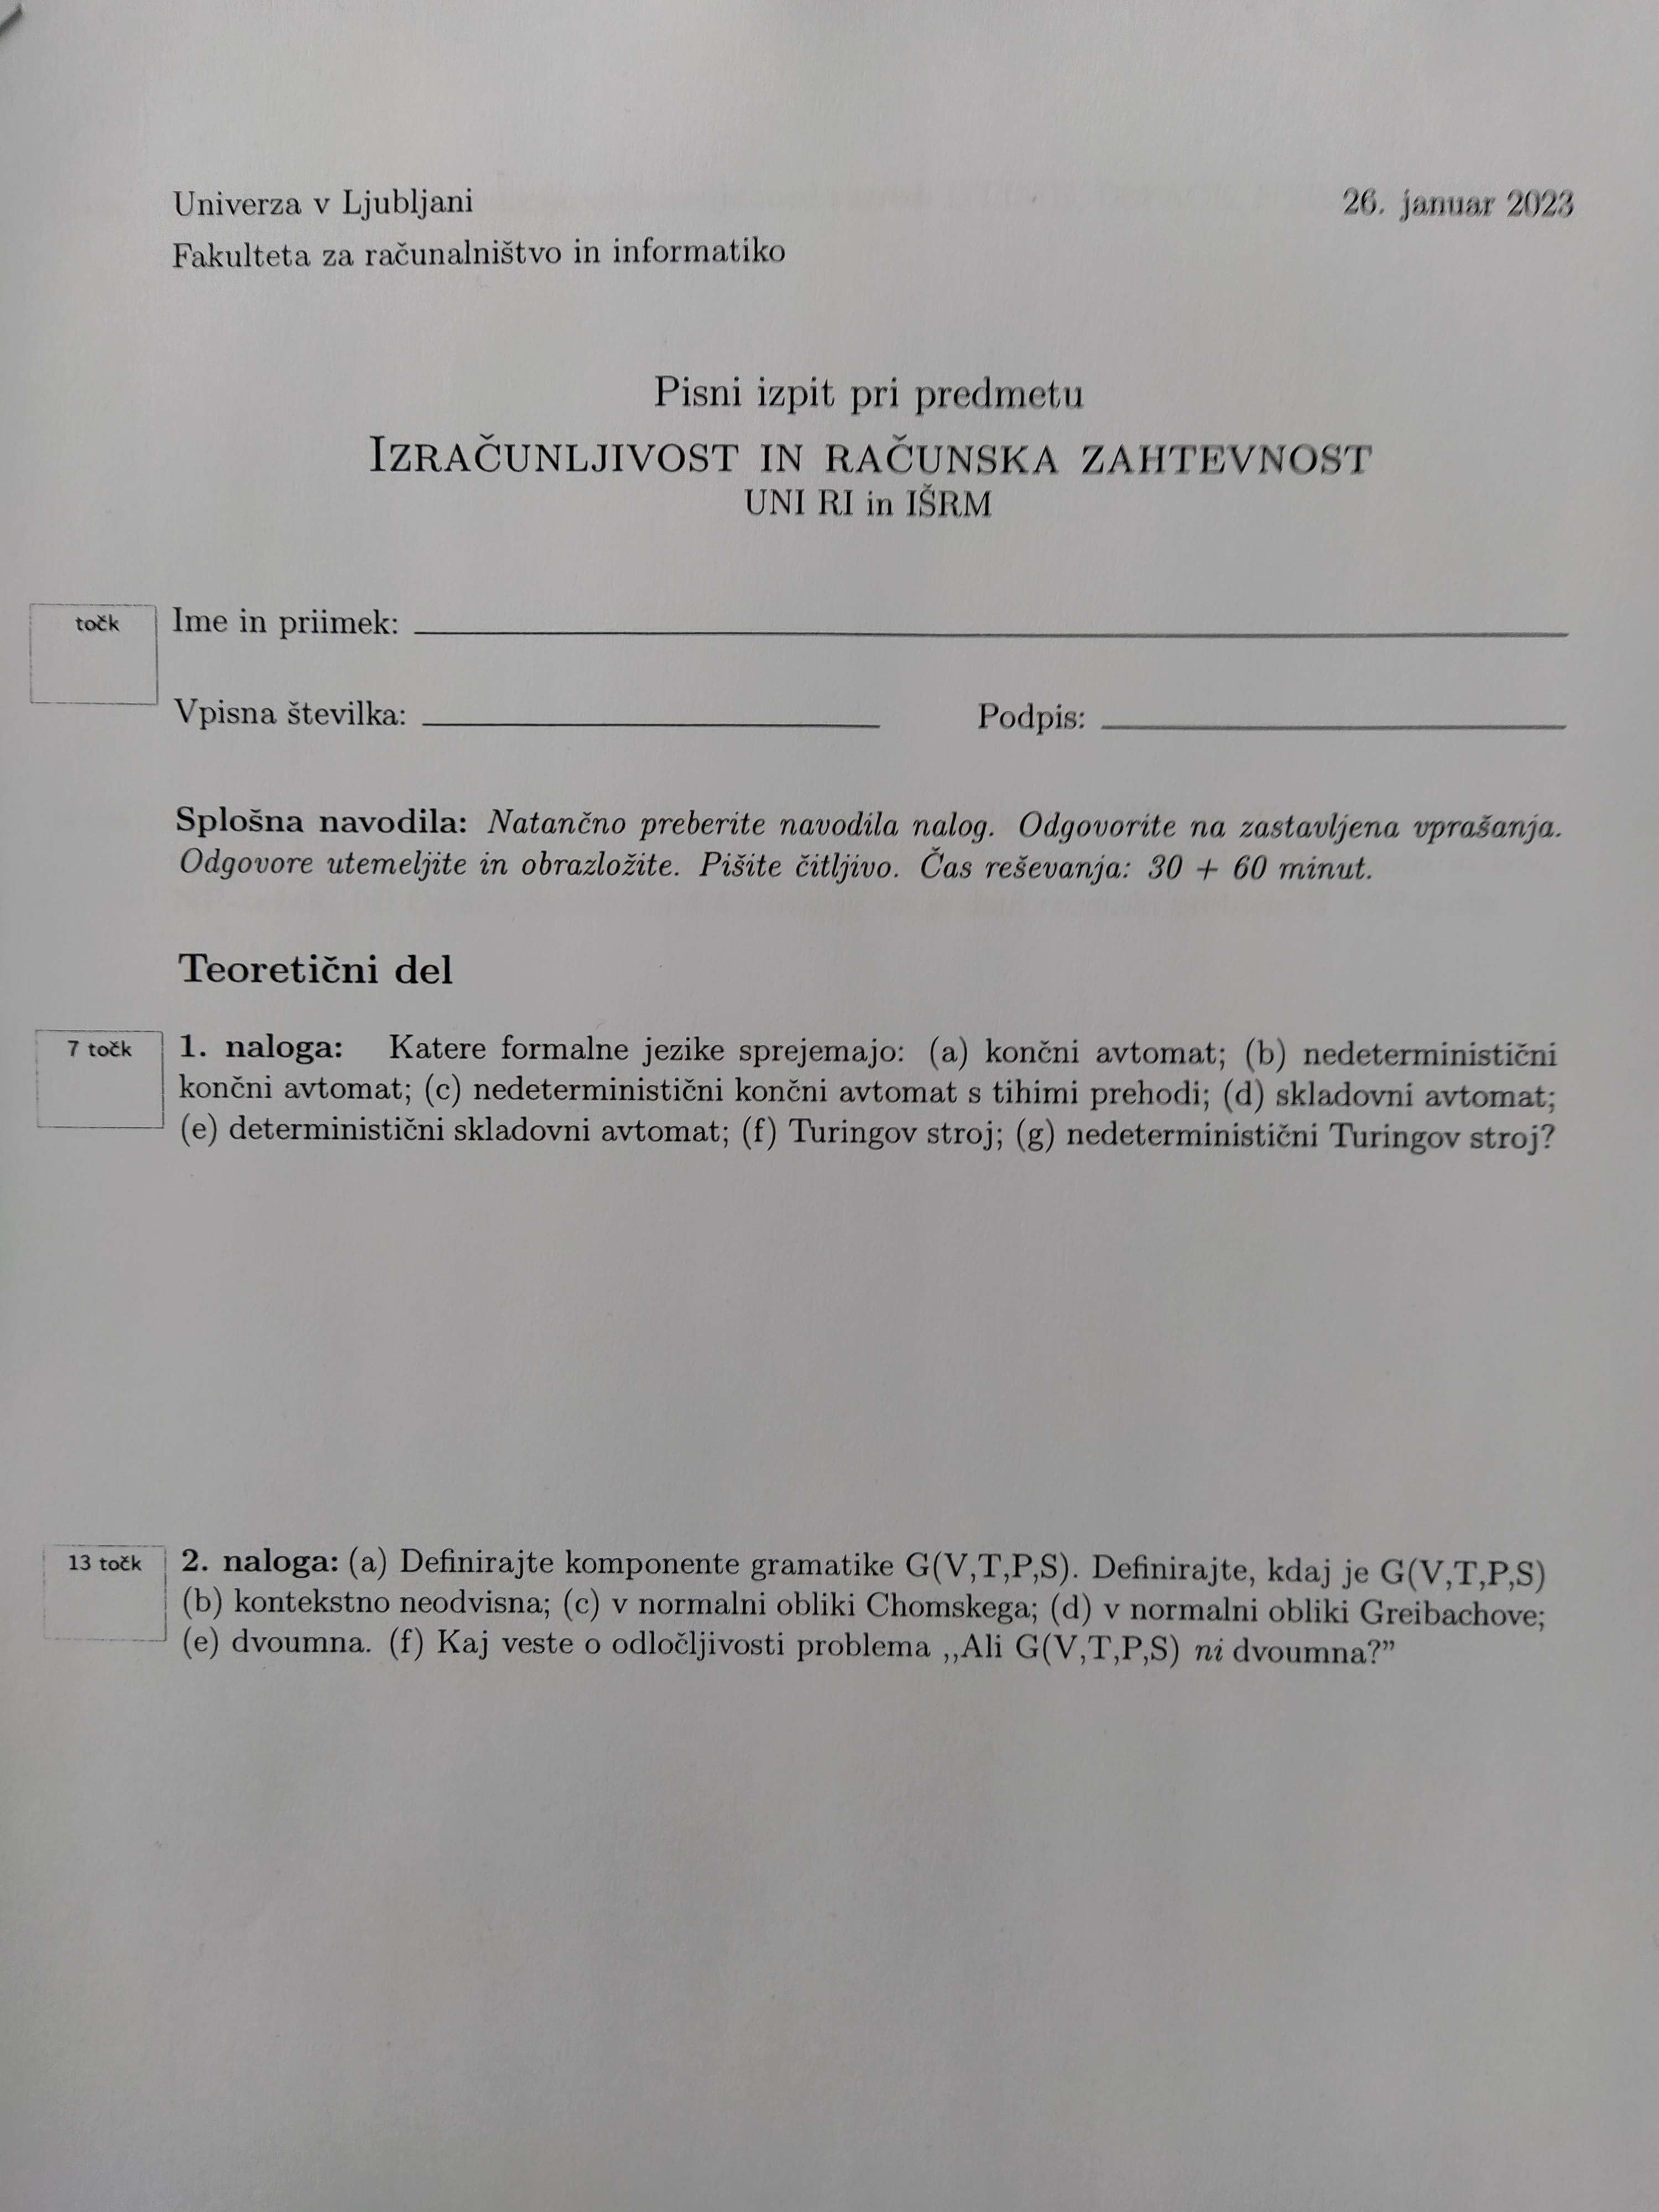 Univerza v Ljubljani
26. januar 2023
Fakulteta za računalništvo in informatiko
Pisni izpit pri predmetu
IZRAČUNLJIVOST IN RAČUNSKA ZAHTEVNOST
UNI RI in IŠRM
točk
Ime in priimek:
Vpisna številka:
Podpis:
Splošna navodila: Natančno preberite navodila nalog. Odgovorite na zastavljena vprašanja.
Odgovore utemeljite in obrazložite. Pišite čitljivo. Čas reševanja: 30 + 60 minut.
Teoretični del
7 točk
1. naloga: Katere formalne jezike sprejemajo: (a) končni avtomat; (b) nedeterministični
končni avtomat; (c) nedeterministični končni avtomat s tihimi prehodi; (d) skladovni avtomat;
(e) deterministični skladovni avtomat; (f) Turingov stroj; (g) nedeterministični Turingov stroj?
13 točk
2. naloga: (a) Definirajte komponente gramatike G(V,T,P,S). Definirajte, kdaj je G(V,T,P,S)
(b) kontekstno neodvisna; (c) v normalni obliki Chomskega; (d) v normalni obliki Greibachove;
(e) dvoumna. (f) Kaj veste o odločljivosti problema ,,Ali G(V,T,P,S) ni dvoumna?”